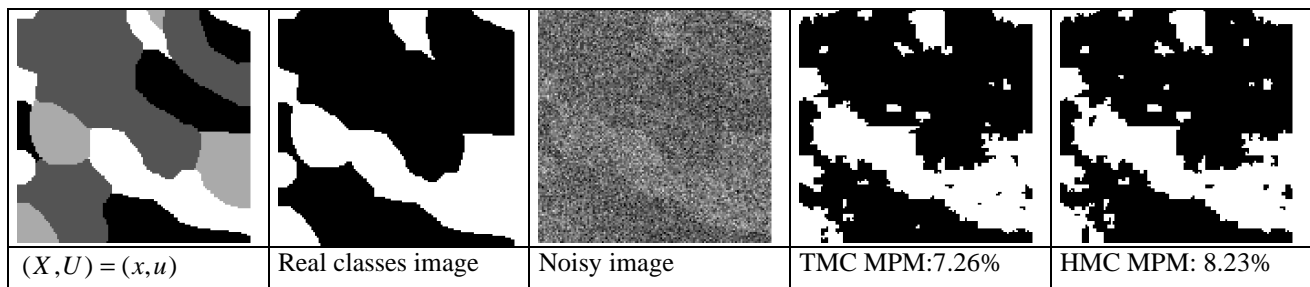 (X,U) = (x,u)
Real classes image
Noisy image
TMC MPM:7.26%
HMC MPM: 8.23%